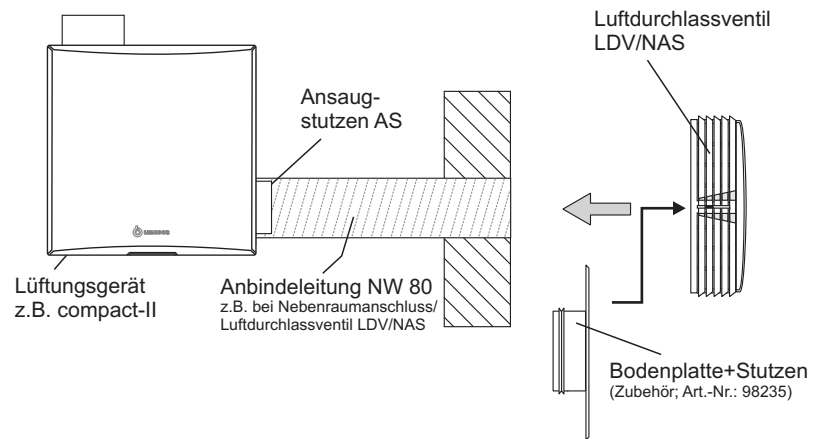 Luftdurchlassventil
LDV/NAS
Ansaug-
stutzen AS
Lüftungsgerät
z.B. compact-II
Anbindeleitung NW 80
z.B. bei Nebenraumanschluss/
Luftdurchlassventil LDV/NAS
Bodenplatte+Stutzen
(Zubehör; Art.-Nr.: 98235)